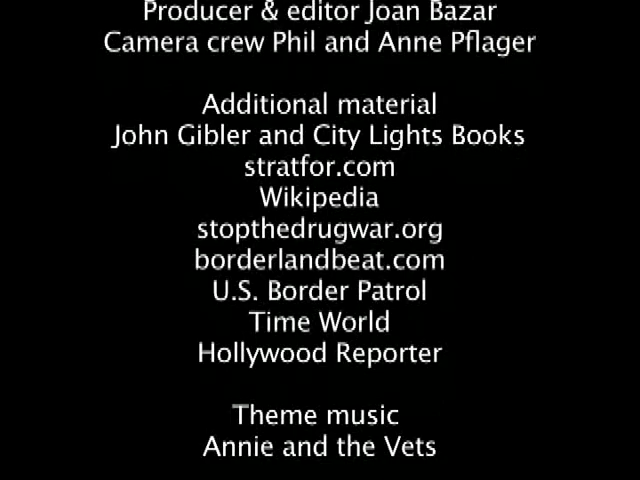 Producer & editor Joan Bazar
Camera crew Phil and Anne Pflager
Additional material
John Gibler and City Lights Books
stratfor.com
Wikipedia
stopthedrugwar.org
borderlandbeat.com
U.S. Border Patrol
Time World
Hollywood Reporter
Theme music
Annie and the Vets